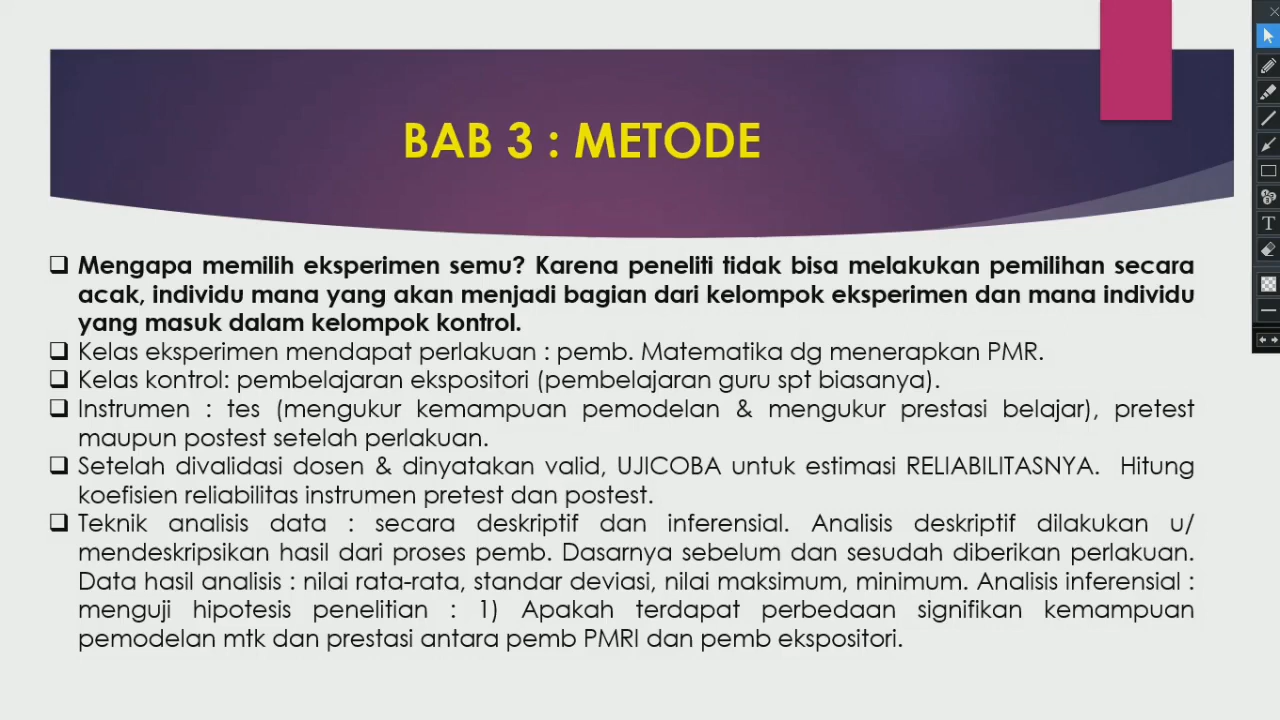 BAB 3 : METODE
Mengapa memilih eksperimen semu? Karena peneliti tidak bisa melakukan pemilihan secara
acak, individu mana yang akan menjadi bagian dari kelompok eksperimen dan mana individu
yang masuk dalam kelompok kontrol.
Kelas eksperimen mendapat perlakuan : pemb. Matematika dg menerapkan PMR.
Kelas kontrol: pembelajaran ekspositori (pembelajaran guru spt biasanya).
Instrumen : tes (mengukur kemampuan pemodelan & mengukur prestasi belajar), pretest
maupun postest setelah perlakuan.
Setelah divalidasi dosen & dinyatakan valid, UJICOBA untuk estimasi RELIABILITASNYA. Hitung
koefisien reliabilitas instrumen pretest dan postest.
Teknik analisis data : secara deskriptif dan inferensial. Analisis deskriptif dilakukan u/
mendeskripsikan hasil dari proses pemb. Dasarnya sebelum dan sesudah diberikan perlakuan.
Data hasil analisis : nilai rata-rata, standar deviasi, nilai maksimum, minimum. Analisis inferensial :
menguji hipotesis penelitian : 1) Apakah terdapat perbedaan signifikan kemampuan
pemodelan mtk dan prestasi antara pemb PMRI dan pemb ekspositori.